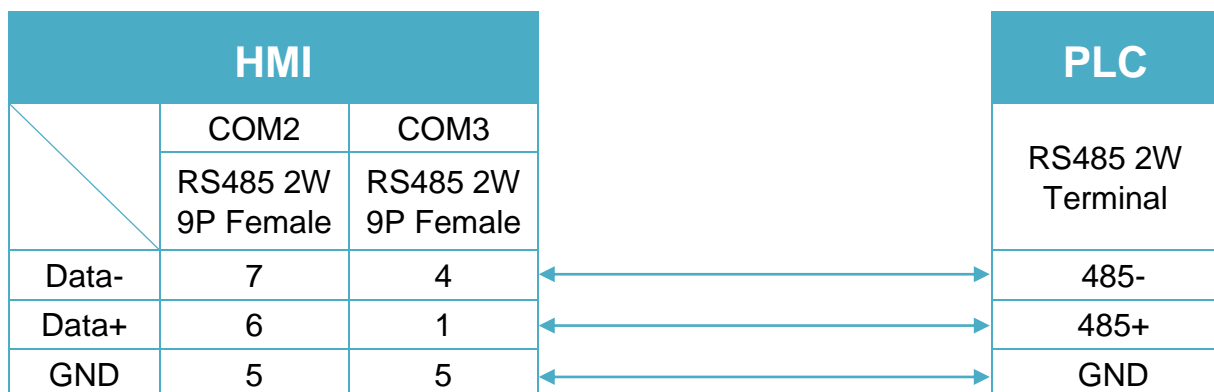 HMI
PLC
COM2 COM3
RS485 2W
9P Female
RS485 2W
9P Female
RS485 2W
Terminal
Data- 7 4 485-
Data+ 6 1 485+
GND 5 5 GND